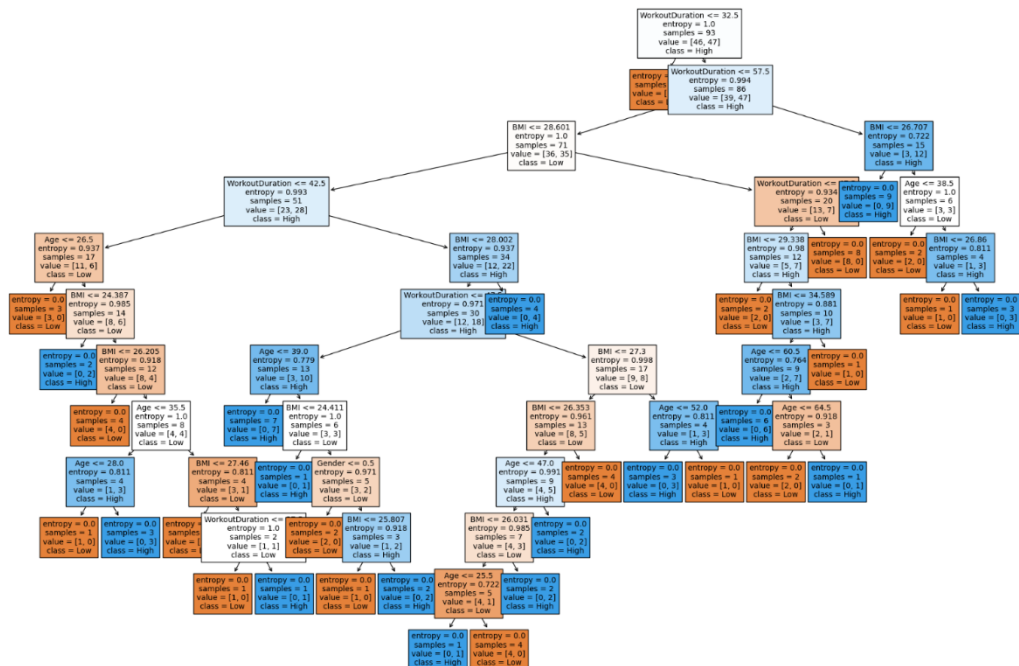 WorkoutDuration <= 32.5
entropy = 1.0
samples = 93
value = [46, 47]
class = High
entropy =
samples
value = [
class =
WorkoutDuration <= 57.5
entropy = 0.994
samples = 86
value = [39, 47]
class = High
BMI <= 28.601
entropy = 1.0
samples = 71
value = [36, 35]
class = Low
BMI <= 26.707
entropy = 0.722
samples = 15
value = [3, 12]
class = High
WorkoutDuration <= 42.5
entropy = 0.993
samples = 51
value = [23, 28]
class = High
WorkoutDuration <=
entropy = 0.934
samples = 20
value = [13, 7]
class = Low
entropy = 0.0
samples = 9
value = [0, 9]
class = High
Age <= 38.5
entropy = 1.0
samples = 6
value = [3, 3]
class = Low
Age <= 26.5
entropy = 0.937
samples = 17
value = [11, 6]
class = Low
BMI <= 28.002
entropy = 0.937
samples = 34
value = [12, 22]
class = High
BMI <= 29.338
entropy = 0.98
samples = 12
value = [5, 7]
class = High
entropy = 0.0
samples = 8
value = [8, 0]
class = Low
entropy = 0.0
samples = 2
value = [2, 0]
class = Low
BMI <= 26.86
entropy = 0.811
samples = 4
value = [1, 3]
class = High
entropy = 0.0
samples = 3
value = [3, 0]
class = Low
BMI <= 24.387
entropy = 0.985
samples = 14
value = [8, 6]
class = Low
WorkoutDuration <=
entropy = 0.971
samples = 30
value = [12, 18]
class = High
entropy = 0.0
samples = 4
value = [0, 4]
class = High
entropy = 0.0
samples = 2
value = [2, 0]
class = Low
BMI <= 34.589
entropy = 0.881
samples = 10
value = [3, 7]
class = High
entropy = 0.0
samples = 1
value = [1, 0]
class = Low
entropy = 0.0
samples = 3
value = [0, 3]
class = High
entropy = 0.0
samples = 2
value = [0, 2]
class = High
BMI <= 26.205
entropy = 0.918
samples = 12
value = [8, 4]
class = Low
Age <= 39.0
entropy = 0.779
samples = 13
value = [3, 10]
class = High
BMI <= 27.3
entropy = 0.998
samples = 17
value = [9, 8]
class = Low
Age <= 60.5
entropy = 0.764
samples = 9
value = [2, 7]
class = High
entropy = 0.0
samples = 1
value = [1, 0]
class = Low
entropy = 0.0
samples = 4
value = [4, 0]
class = Low
Age <= 35.5
entropy = 1.0
samples = 8
value = [4, 4]
class = Low
entropy = 0.0
samples = 7
value = [0, 7]
class = High
BMI <= 24.411
entropy = 1.0
samples = 6
value = [3, 3]
class = Low
BMI <= 26.353
entropy = 0.961
samples = 13
value = [8, 5]
class = Low
Age <= 52.0
entropy = 0.811
samples = 4
value = [1, 3]
class = High
entropy = 0.0
samples = 6
value = [0, 6]
class = High
Age <= 64.5
entropy = 0.918
samples = 3
value = [2, 1]
class = Low
Age <= 28.0
entropy = 0.811
samples = 4
value = [1, 3]
class = High
BMI <= 27.46
entropy = 0.811
samples = 4
value = [3, 1]
class = Low
entropy = 0.0
samples = 1
value = [0, 1]
class = High
Gender <= 0.5
entropy = 0.971
samples = 5
value = [3, 2]
class = Low
Age <= 47.0
entropy = 0.991
samples = 9
value = [4, 5]
class = High
entropy = 0.0
samples = 4
value = [4, 0]
class = Low
entropy = 0.0
samples = 3
value = [0, 3]
class = High
entropy = 0.0
samples = 1
value = [1, 0]
class = Low
entropy = 0.0
samples = 2
value = [2, 0]
class = Low
entropy = 0.0
samples = 1
value = [0, 1]
class = High
entropy = 0.0
samples = 1
value = [1, 0]
class = Low
entropy = 0.0
samples = 3
value = [0, 3]
class = High
WorkoutDuration <=
entropy = 1.0
samples = 2
value = [1, 1]
class = Low
entropy = 0.0
samples = 2
value = [2, 0]
class = Low
BMI <= 25.807
entropy = 0.918
samples = 3
value = [1, 2]
class = High
BMI <= 26.031
entropy = 0.985
samples = 7
value = [4, 3]
class = Low
entropy = 0.0
samples = 2
value = [0, 2]
class = High
entropy = 0.0
samples = 1
value = [1, 0]
class = Low
entropy = 0.0
samples = 1
value = [0, 1]
class = High
entropy = 0.0
samples = 1
value = [1, 0]
class = Low
entropy = 0.0
samples = 2
value = [0, 2]
class = High
Age <= 25.5
entropy = 0.722
samples = 5
value = [4, 1]
class = Low
entropy = 0.0
samples = 2
value = [0, 2]
class = High
entropy = 0.0
samples = 1
value = [0, 1]
class = High
entropy = 0.0
samples = 4
value = [4, 0]
class = Low